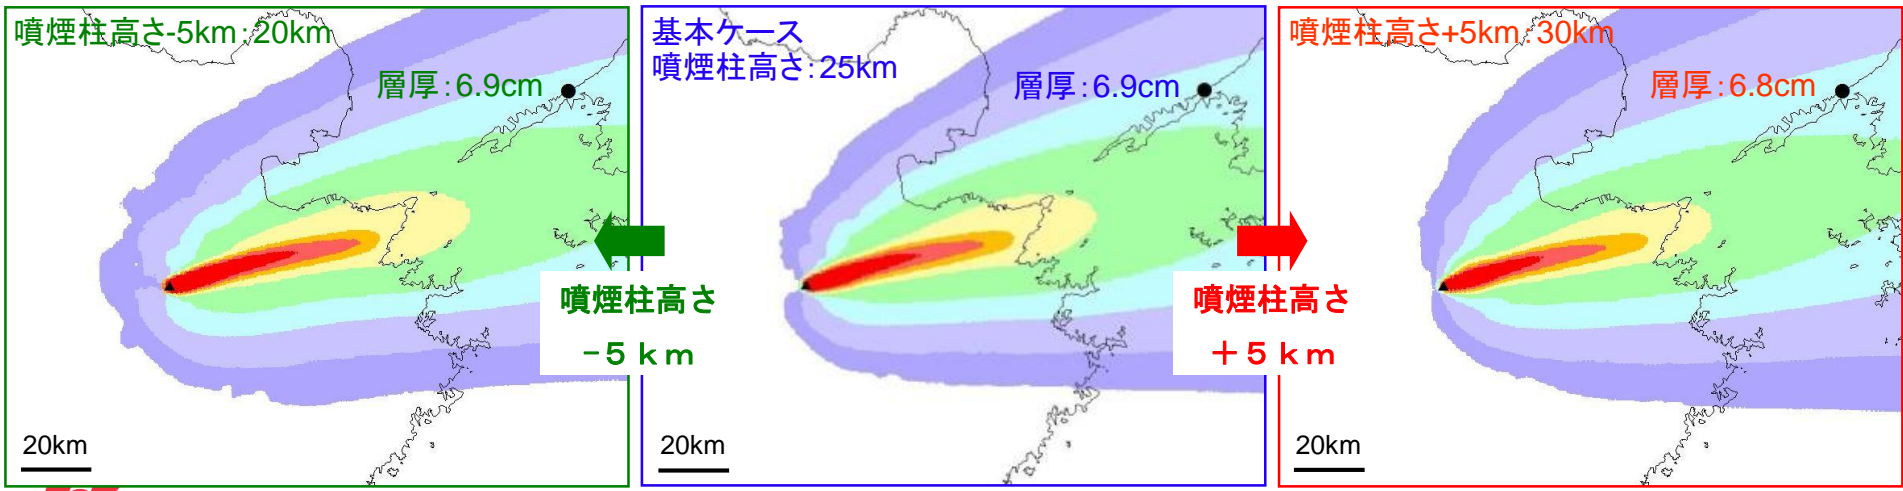 噴煙柱高さ-5km:20km
層厚:6.9cm
20km
噴煙柱高さ
-5km
基本ケース
噴煙柱高さ:25km
層厚:6.9cm
20km
噴煙柱高さ
+5km
噴煙柱高さ+5km:30km
層厚:6.8cm
20km